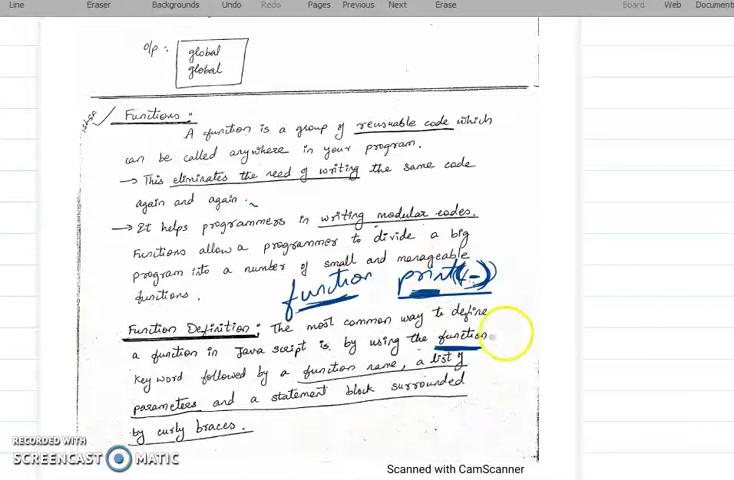 Line Eraser Backgrounds Undo Redo Pages Previous Next Erase Board Web Document
o/p :
global
global
Functions :
A function is a group of reusuable code which
can be called anywhere in your program.
→ This eliminates the need of writing the same code
again and again.
→ It helps programmers in writing modular codes.
Functions allow a programmer to divide a big
program into a number of small and manageable
functions.
function print(-)
Function Definition : The most common way to define
a function in Java script is by using the function
key word followed by a function name, a list of
parameters and a statement block surrounded
by curly braces.
RECORDED WITH
SCREENCAST MATIC
Scanned with CamScanner